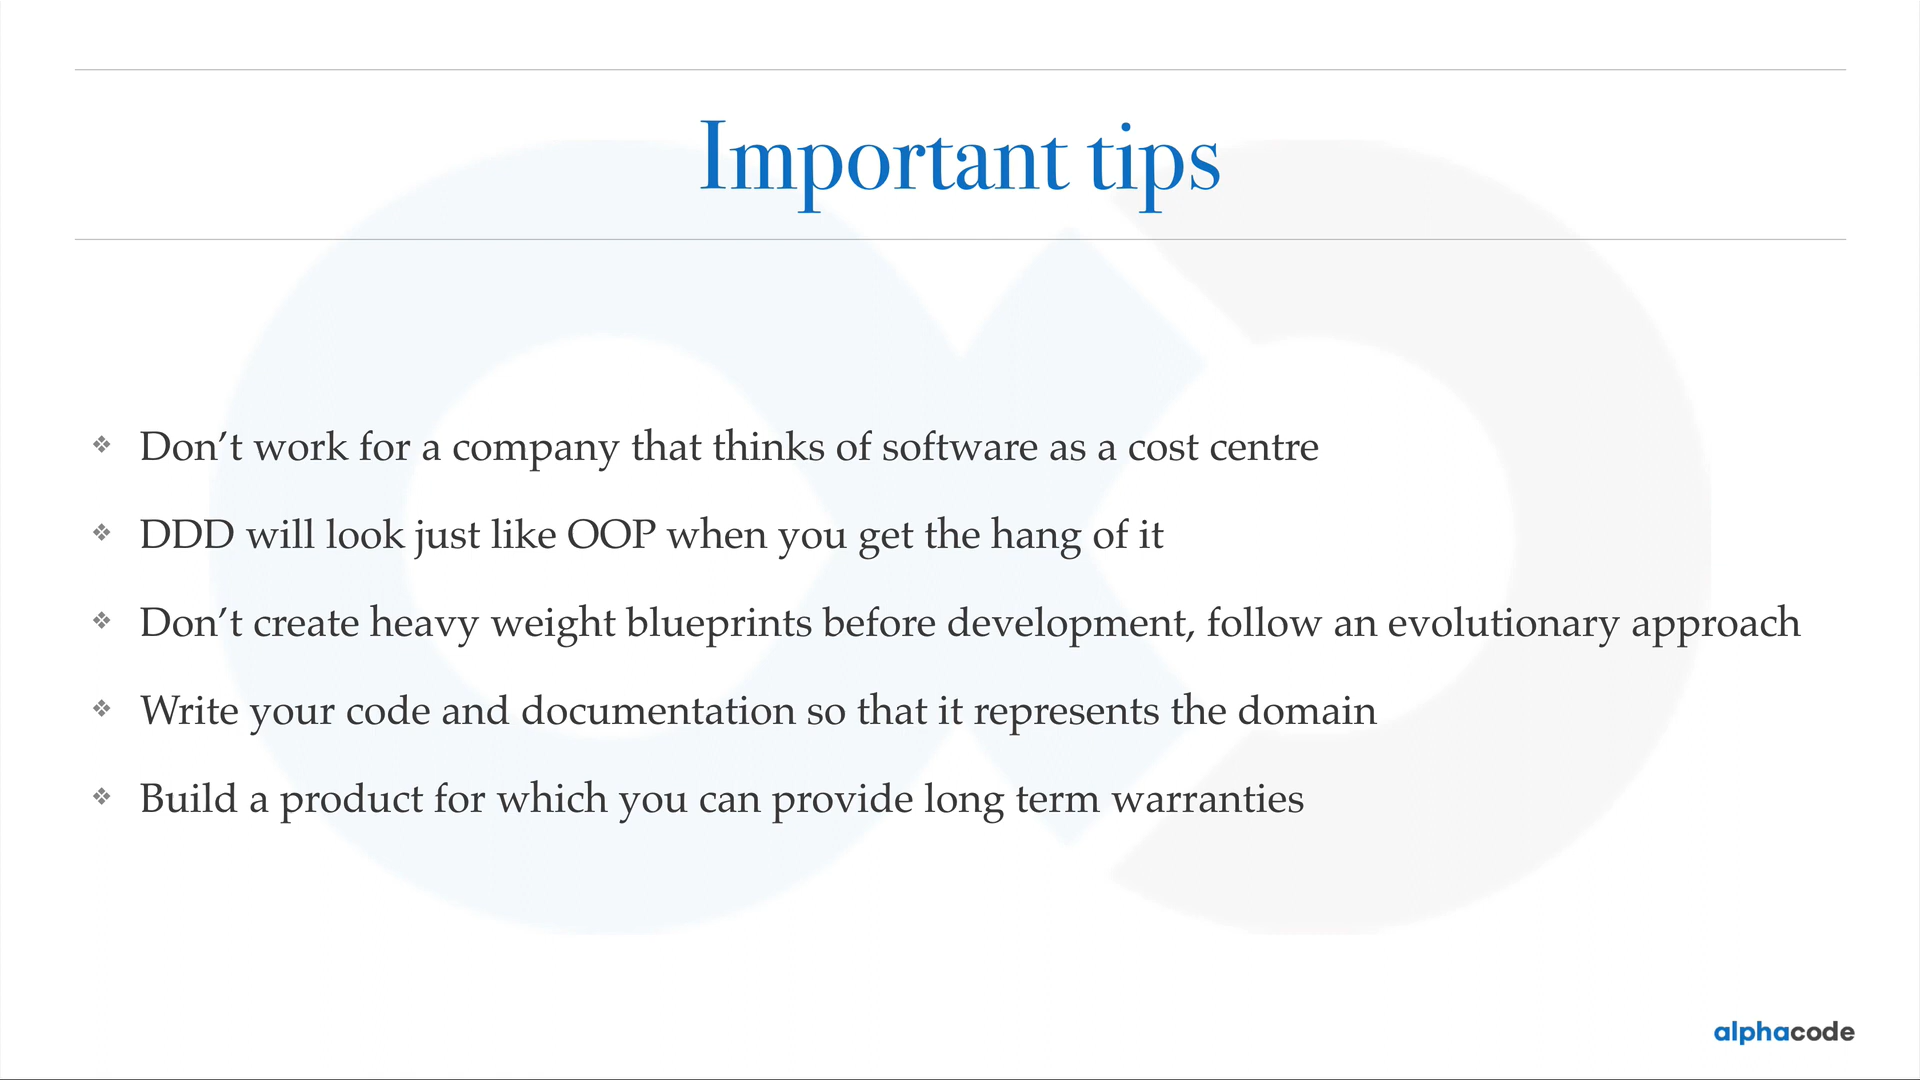 Important tips
❖ Don’t work for a company that thinks of software as a cost centre
❖ DDD will look just like OOP when you get the hang of it
❖ Don’t create heavy weight blueprints before development, follow an evolutionary approach
❖ Write your code and documentation so that it represents the domain
❖ Build a product for which you can provide long term warranties
alphacode